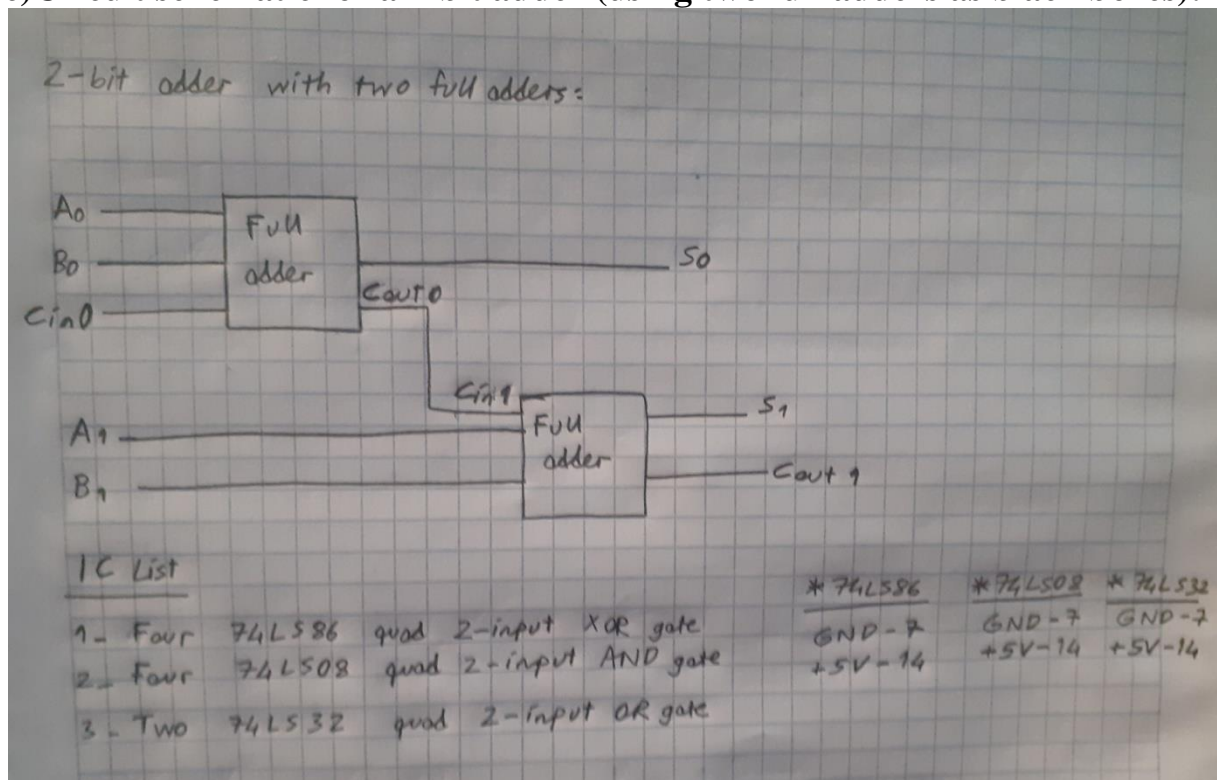 2-bit adder with two full adders:
A0
B0
Cin0
Full
adder
Cout0
S0
Cin1
A1
B1
Full
adder
S1
Cout1
IC List
1- Four 74LS86 quad 2-input XOR gate
2- Four 74LS08 quad 2-input AND gate
3- Two 74LS32 quad 2-input OR gate
* 74LS86
GND-7
+5V-14
* 74LS08
GND-7
+5V-14
* 74LS32
GND-7
+5V-14